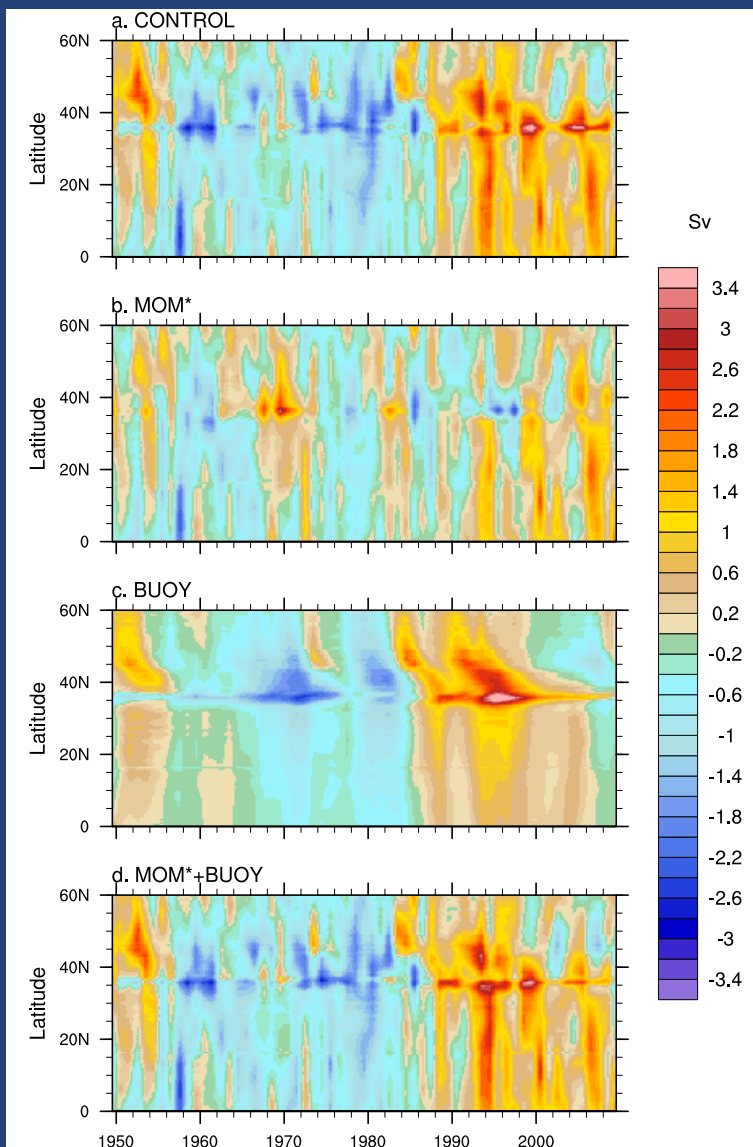 a. CONTROL
60N
40N
20N
0
Latitude
b. MOM*
60N
40N
20N
0
Latitude
c. BUOY
60N
40N
20N
0
Latitude
d. MOM*+BUOY
60N
40N
20N
0
Latitude
1950 1960 1970 1980 1990 2000
Sv
3.4
3
2.6
2.2
1.8
1.4
1
0.6
0.2
-0.2
-0.6
-1
-1.4
-1.8
-2.2
-2.6
-3
-3.4